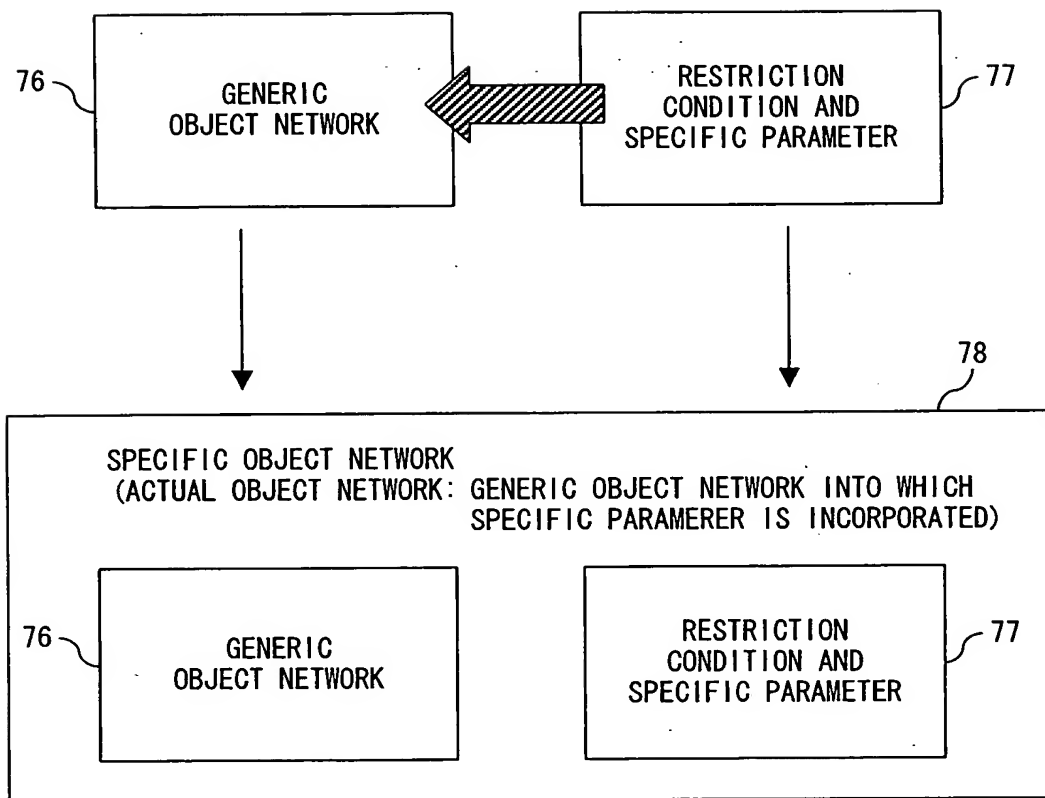 76
GENERIC
OBJECT NETWORK
RESTRICTION
CONDITION AND
SPECIFIC PARAMETER
77
78
SPECIFIC OBJECT NETWORK
(ACTUAL OBJECT NETWORK: GENERIC OBJECT NETWORK INTO WHICH
SPECIFIC PARAMERER IS INCORPORATED)
76
GENERIC
OBJECT NETWORK
RESTRICTION
CONDITION AND
SPECIFIC PARAMETER
77